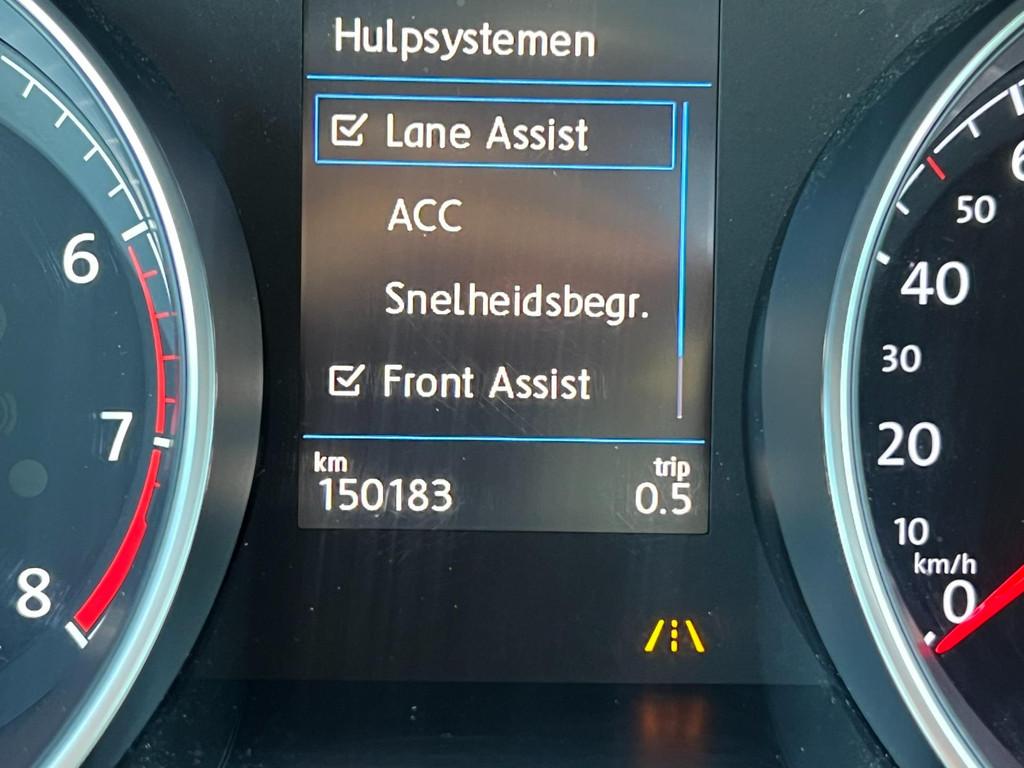 Hulpsystemen
Lane Assist
ACC
Snelheidsbegr.
Front Assist
km trip
150183 0.5
6
7
8
50
40
30
20
10
km/h
0